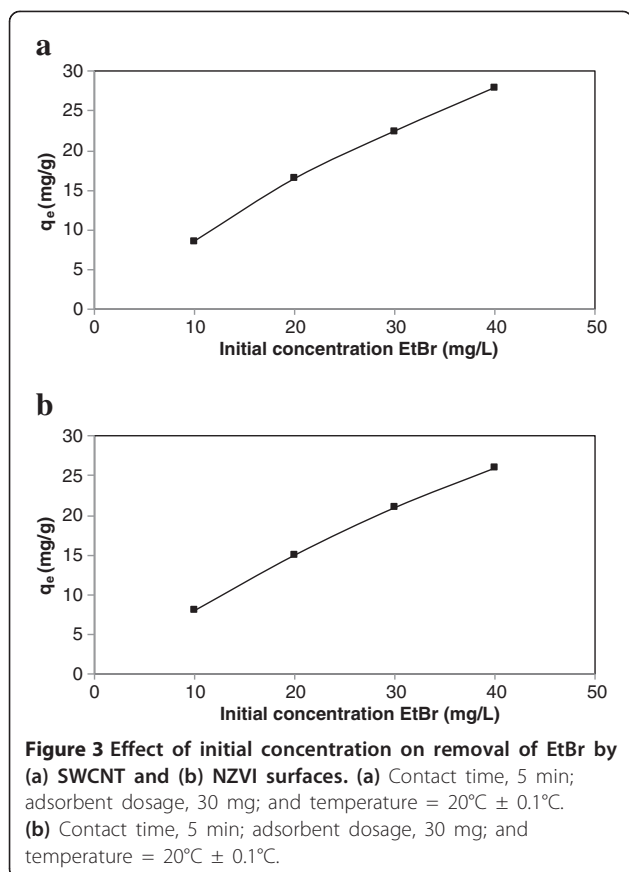 a
30
25
20
15
10
5
0
qe (mg/g)
0 10 20 30 40 50
Initial concentration EtBr (mg/L)
b
30
25
20
15
10
5
0
qe (mg/g)
0 10 20 30 40 50
Initial concentration EtBr (mg/L)
Figure 3 Effect of initial concentration on removal of EtBr by
(a) SWCNT and (b) NZVI surfaces. (a) Contact time, 5 min;
adsorbent dosage, 30 mg; and temperature = 20°C ± 0.1°C.
(b) Contact time, 5 min; adsorbent dosage, 30 mg; and
temperature = 20°C ± 0.1°C.